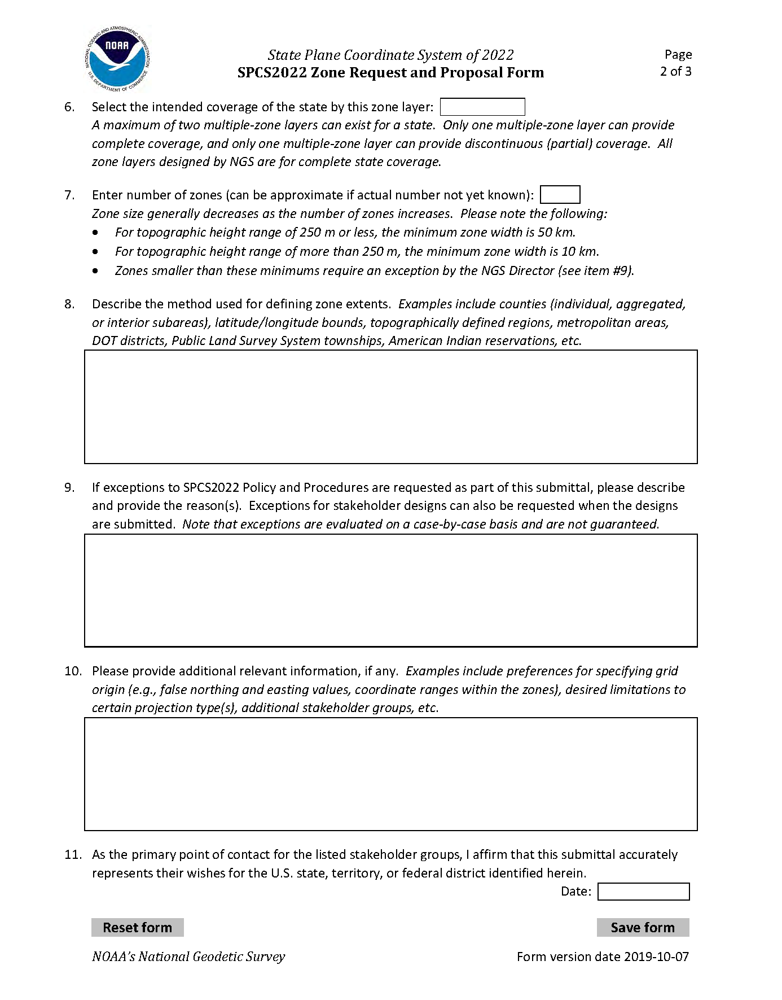 NATIONAL OCEANIC AND ATMOSPHERIC ADMINISTRATION
NOAA
U.S. DEPARTMENT OF COMMERCE
State Plane Coordinate System of 2022
SPCS2022 Zone Request and Proposal Form
Page
2 of 3
6. Select the intended coverage of the state by this zone layer:
A maximum of two multiple-zone layers can exist for a state. Only one multiple-zone layer can provide
complete coverage, and only one multiple-zone layer can provide discontinuous (partial) coverage. All
zone layers designed by NGS are for complete state coverage.
7. Enter number of zones (can be approximate if actual number not yet known):
Zone size generally decreases as the number of zones increases. Please note the following:
• For topographic height range of 250 m or less, the minimum zone width is 50 km.
• For topographic height range of more than 250 m, the minimum zone width is 10 km.
• Zones smaller than these minimums require an exception by the NGS Director (see item #9).
8. Describe the method used for defining zone extents. Examples include counties (individual, aggregated,
or interior subareas), latitude/longitude bounds, topographically defined regions, metropolitan areas,
DOT districts, Public Land Survey System townships, American Indian reservations, etc.
9. If exceptions to SPCS2022 Policy and Procedures are requested as part of this submittal, please describe
and provide the reason(s). Exceptions for stakeholder designs can also be requested when the designs
are submitted. Note that exceptions are evaluated on a case-by-case basis and are not guaranteed.
10. Please provide additional relevant information, if any. Examples include preferences for specifying grid
origin (e.g., false northing and easting values, coordinate ranges within the zones), desired limitations to
certain projection type(s), additional stakeholder groups, etc.
11. As the primary point of contact for the listed stakeholder groups, I affirm that this submittal accurately
represents their wishes for the U.S. state, territory, or federal district identified herein.
Date:
Reset form
Save form
NOAA's National Geodetic Survey
Form version date 2019-10-07